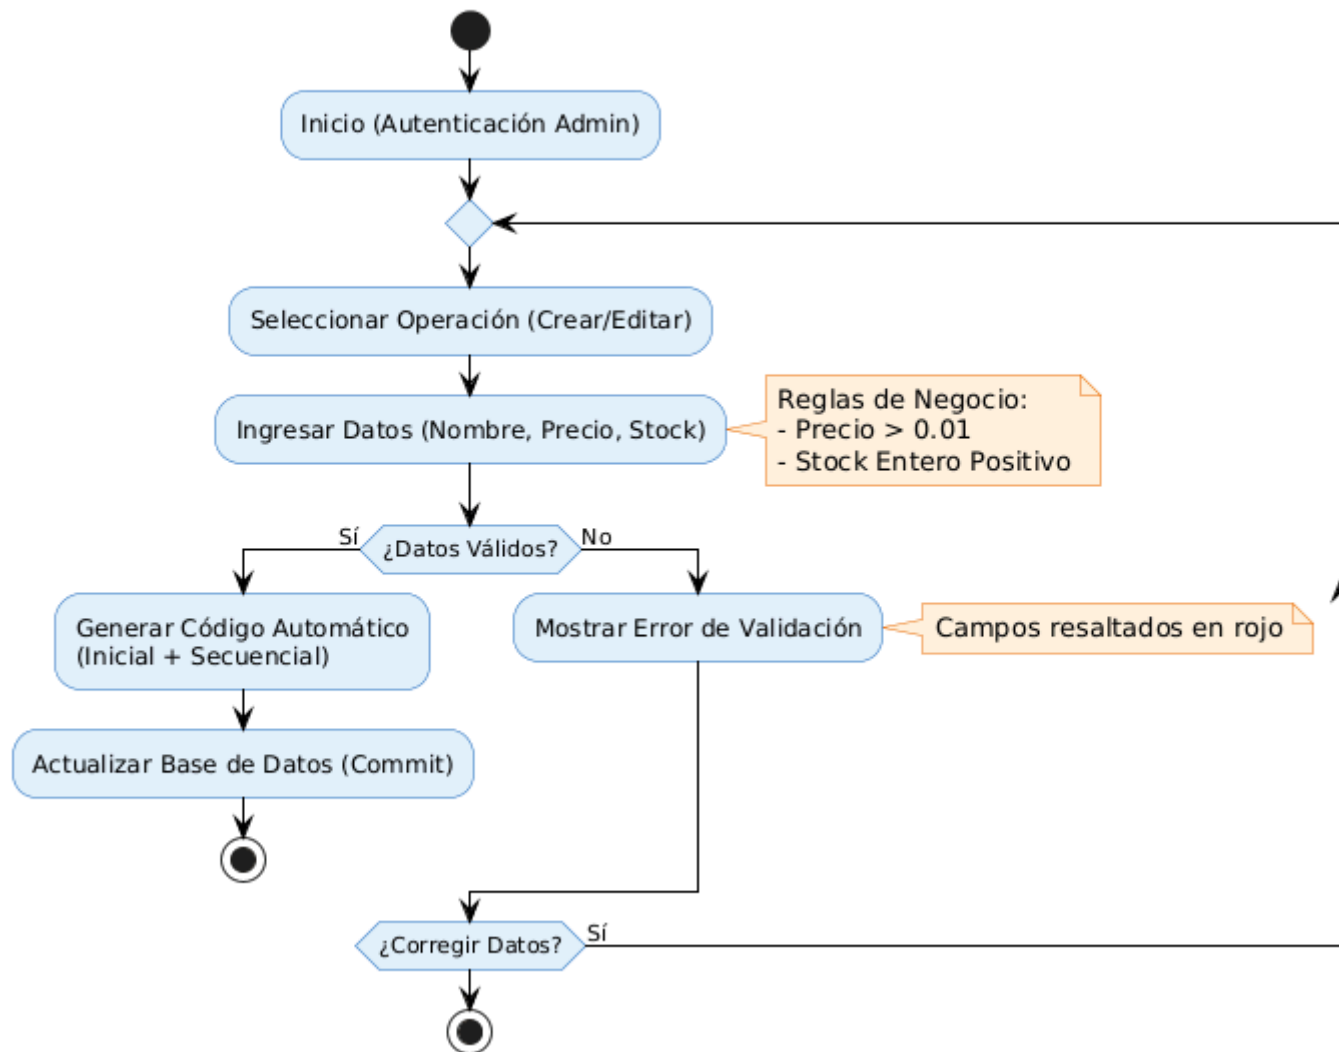 Inicio (Autenticación Admin)
Seleccionar Operación (Crear/Editar)
Ingresar Datos (Nombre, Precio, Stock)
Reglas de Negocio:
- Precio > 0.01
- Stock Entero Positivo
Sí
¿Datos Válidos?
No
Generar Código Automático
(Inicial + Secuencial)
Mostrar Error de Validación
Campos resaltados en rojo
Actualizar Base de Datos (Commit)
¿Corregir Datos?
Sí